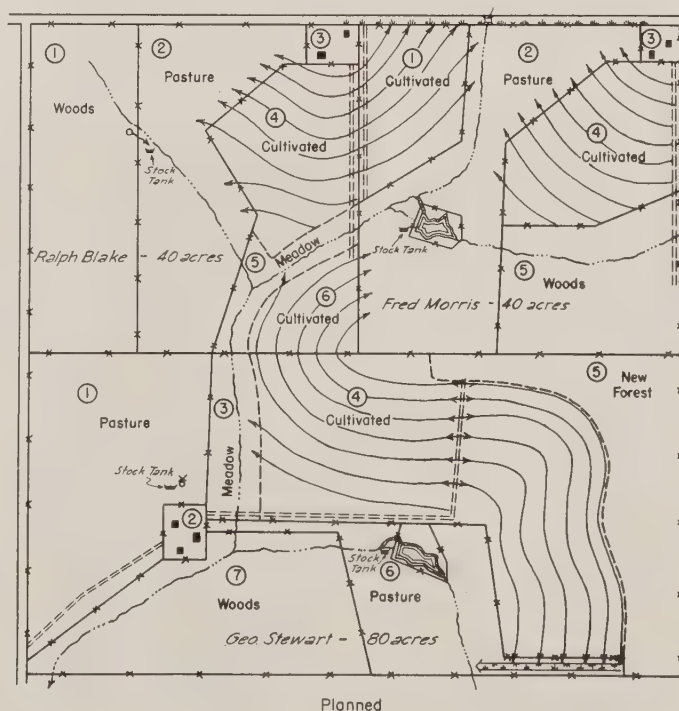 ① ② ③ ① ② ③
Pasture
Cultivated
Pasture
Woods
④
Cultivated
④
Cultivated
Stock
Tank
Stock
Tank
Meadow
Ralph Blake - 40 acres
⑤
⑤
Woods
⑥
Cultivated
Fred Morris - 40 acres
①
Pasture
③
④
Cultivated
⑤
New
Forest
Stock
Tank
Meadow
②
⑦
Woods
Stock
Tank
⑥
Pasture
Geo. Stewart - 80 acres
Planned